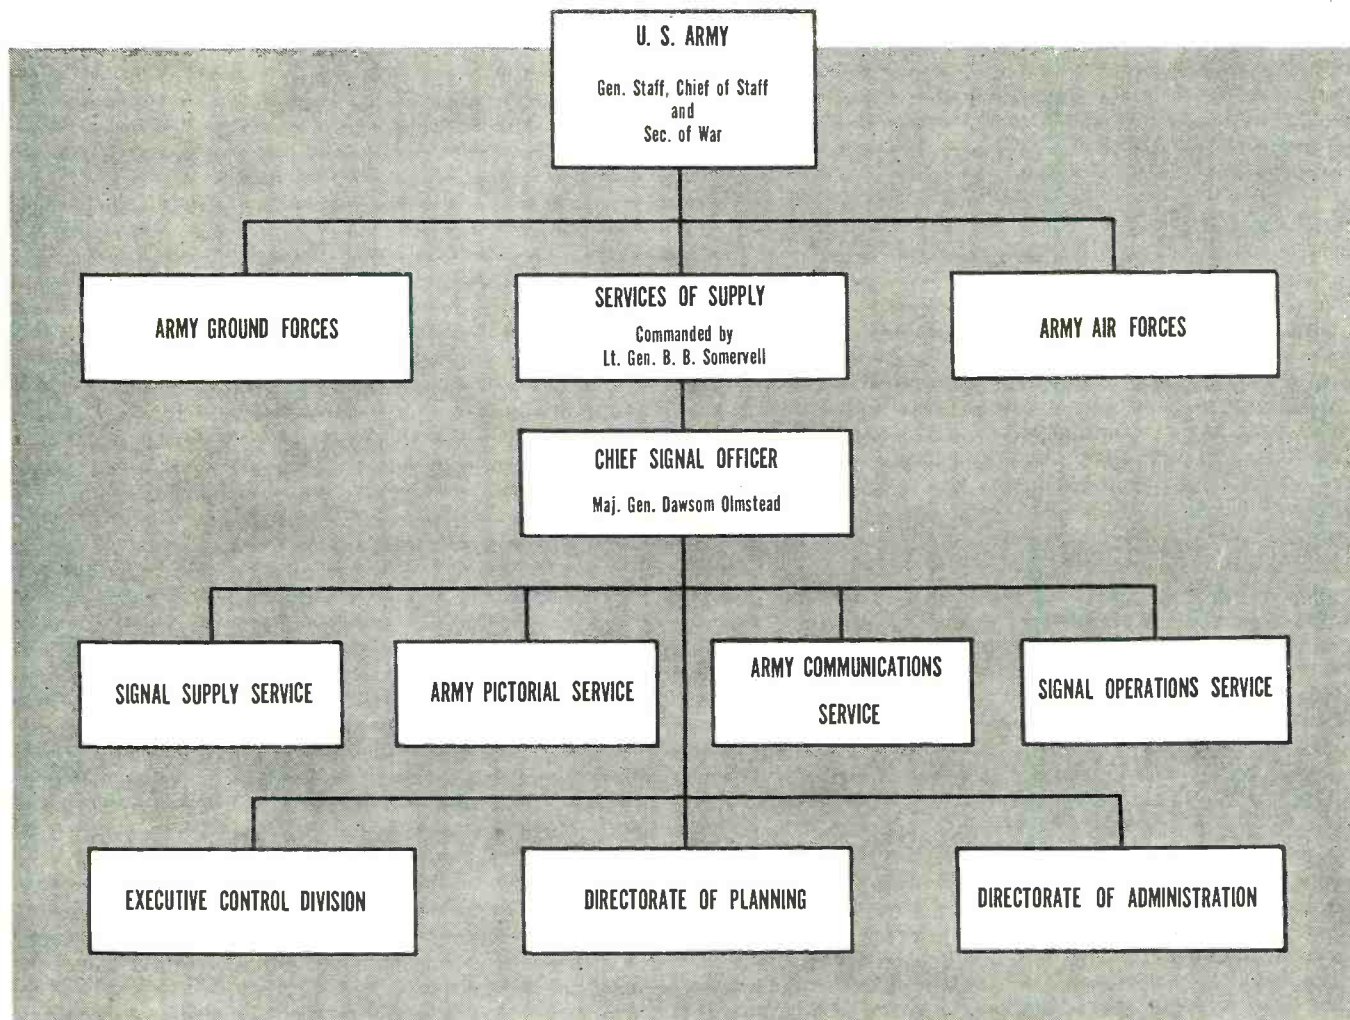 U. S. ARMY
Gen. Staff, Chief of Staff
and
Sec. of War
ARMY GROUND FORCES
SERVICES OF SUPPLY
Commanded by
Lt. Gen. B. B. Somervell
ARMY AIR FORCES
CHIEF SIGNAL OFFICER
Maj. Gen. Dawsom Olmstead
SIGNAL SUPPLY SERVICE
ARMY PICTORIAL SERVICE
ARMY COMMUNICATIONS
SERVICE
SIGNAL OPERATIONS SERVICE
EXECUTIVE CONTROL DIVISION
DIRECTORATE OF PLANNING
DIRECTORATE OF ADMINISTRATION